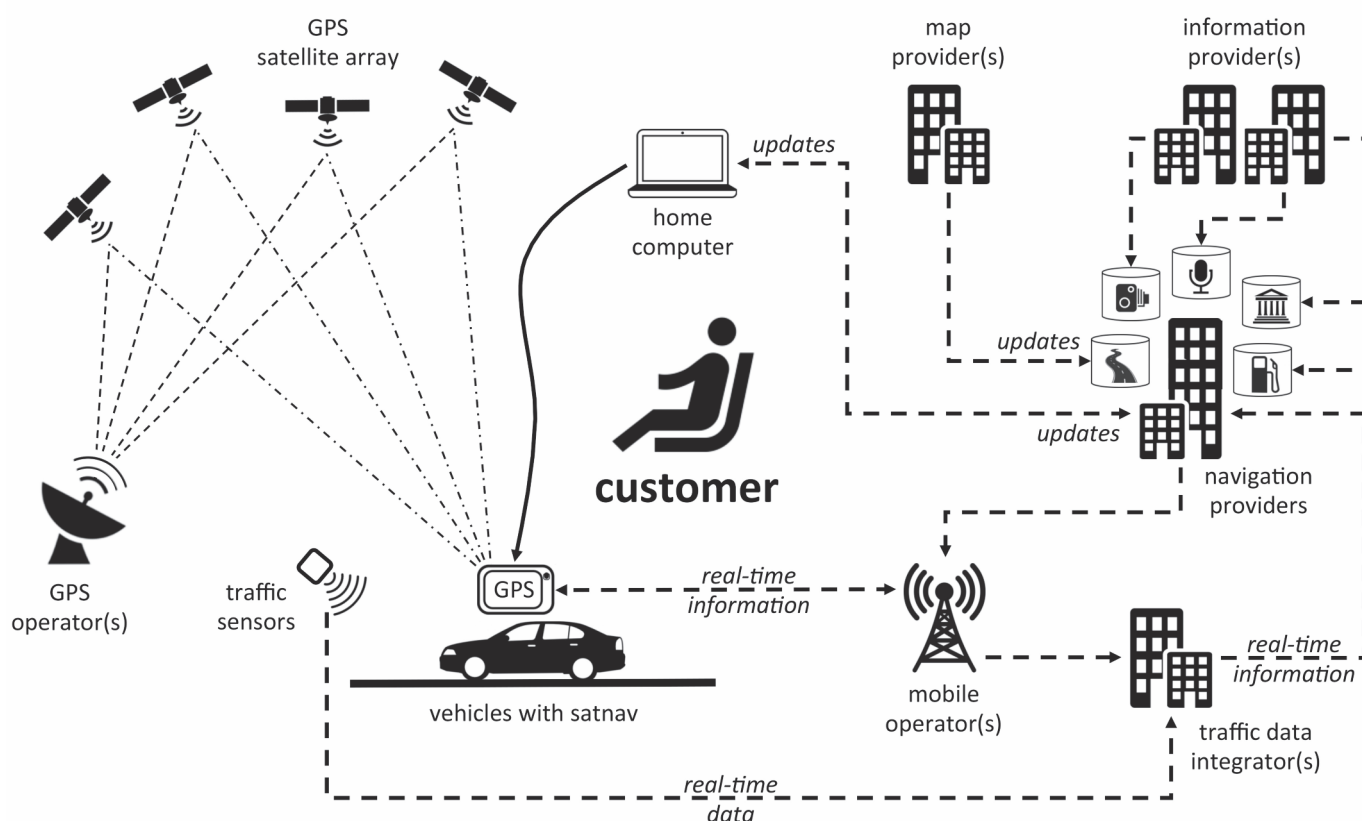 GPS
satellite array
map
provider(s)
information
provider(s)
updates
home
computer
updates
updates
customer
navigation
providers
GPS
operator(s)
traffic
sensors
GPS
real-time
information
vehicles with satnav
mobile
operator(s)
real-time
information
traffic data
integrator(s)
real-time
data